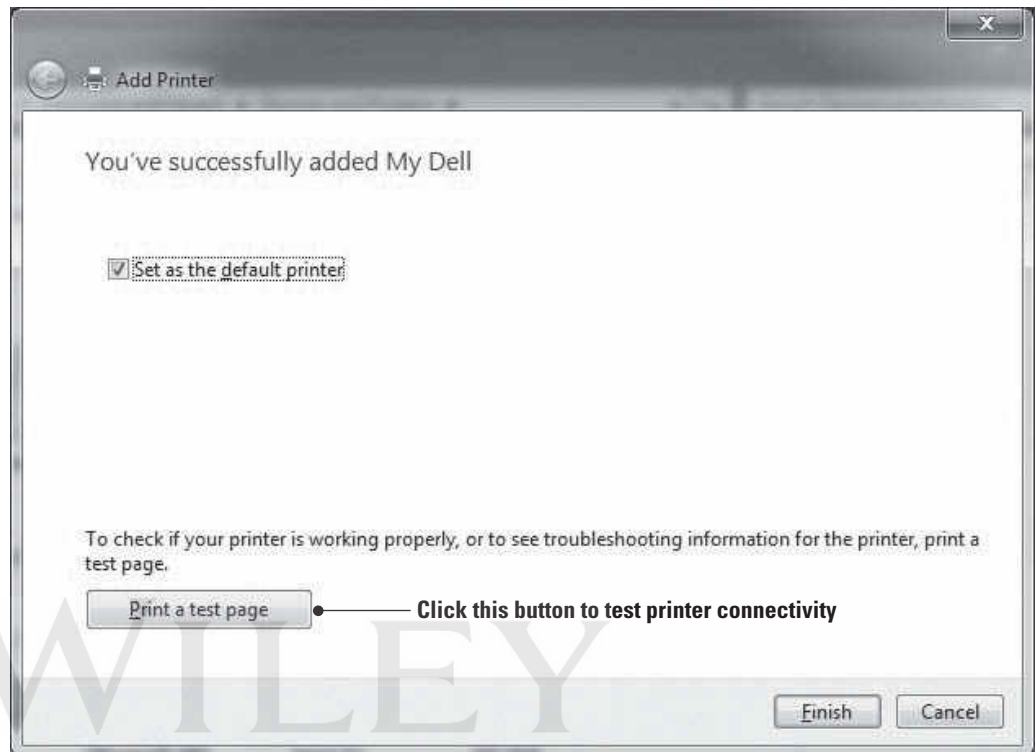 Add Printer
You've successfully added My Dell
Set as the default printer
To check if your printer is working properly, or to see troubleshooting information for the printer, print a
test page.
Print a test page
Click this button to test printer connectivity
WILEY
Finish
Cancel